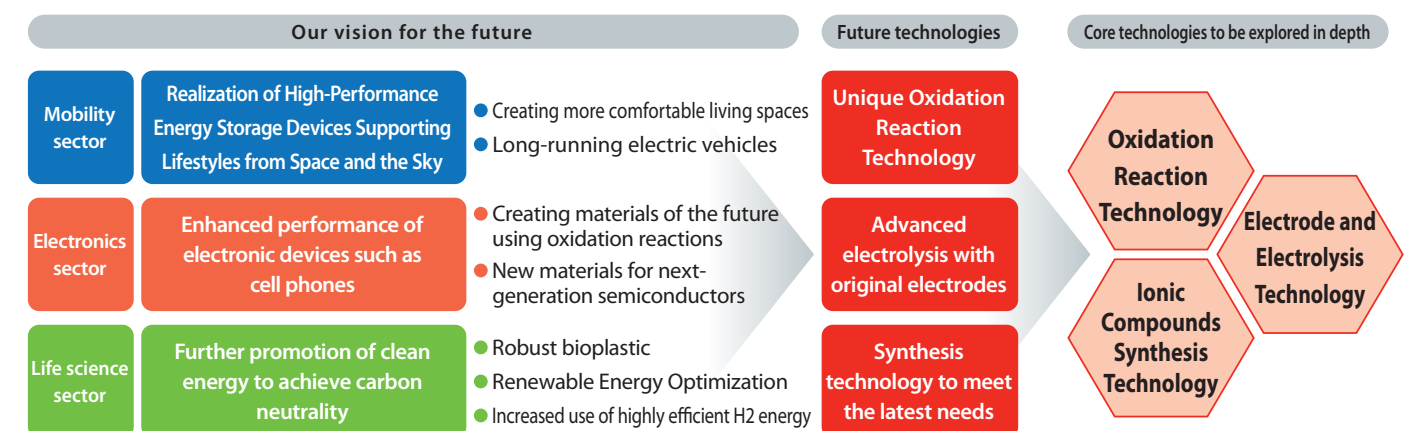 Our vision for the future
Future technologies
Core technologies to be explored in depth
Mobility
sector
Realization of High-Performance
Energy Storage Devices Supporting
Lifestyles from Space and the Sky
Creating more comfortable living spaces
Long-running electric vehicles
Electronics
sector
Enhanced performance of
electronic devices such as
cell phones
Creating materials of the future
using oxidation reactions
New materials for next-
generation semiconductors
Life science
sector
Further promotion of clean
energy to achieve carbon
neutrality
Robust bioplastic
Renewable Energy Optimization
Increased use of highly efficient H2 energy
Unique Oxidation
Reaction
Technology
Advanced
electrolysis with
original electrodes
Synthesis
technology to meet
the latest needs
Oxidation
Reaction
Technology
Electrode and
Electrolysis
Technology
Ionic
Compounds
Synthesis
Technology